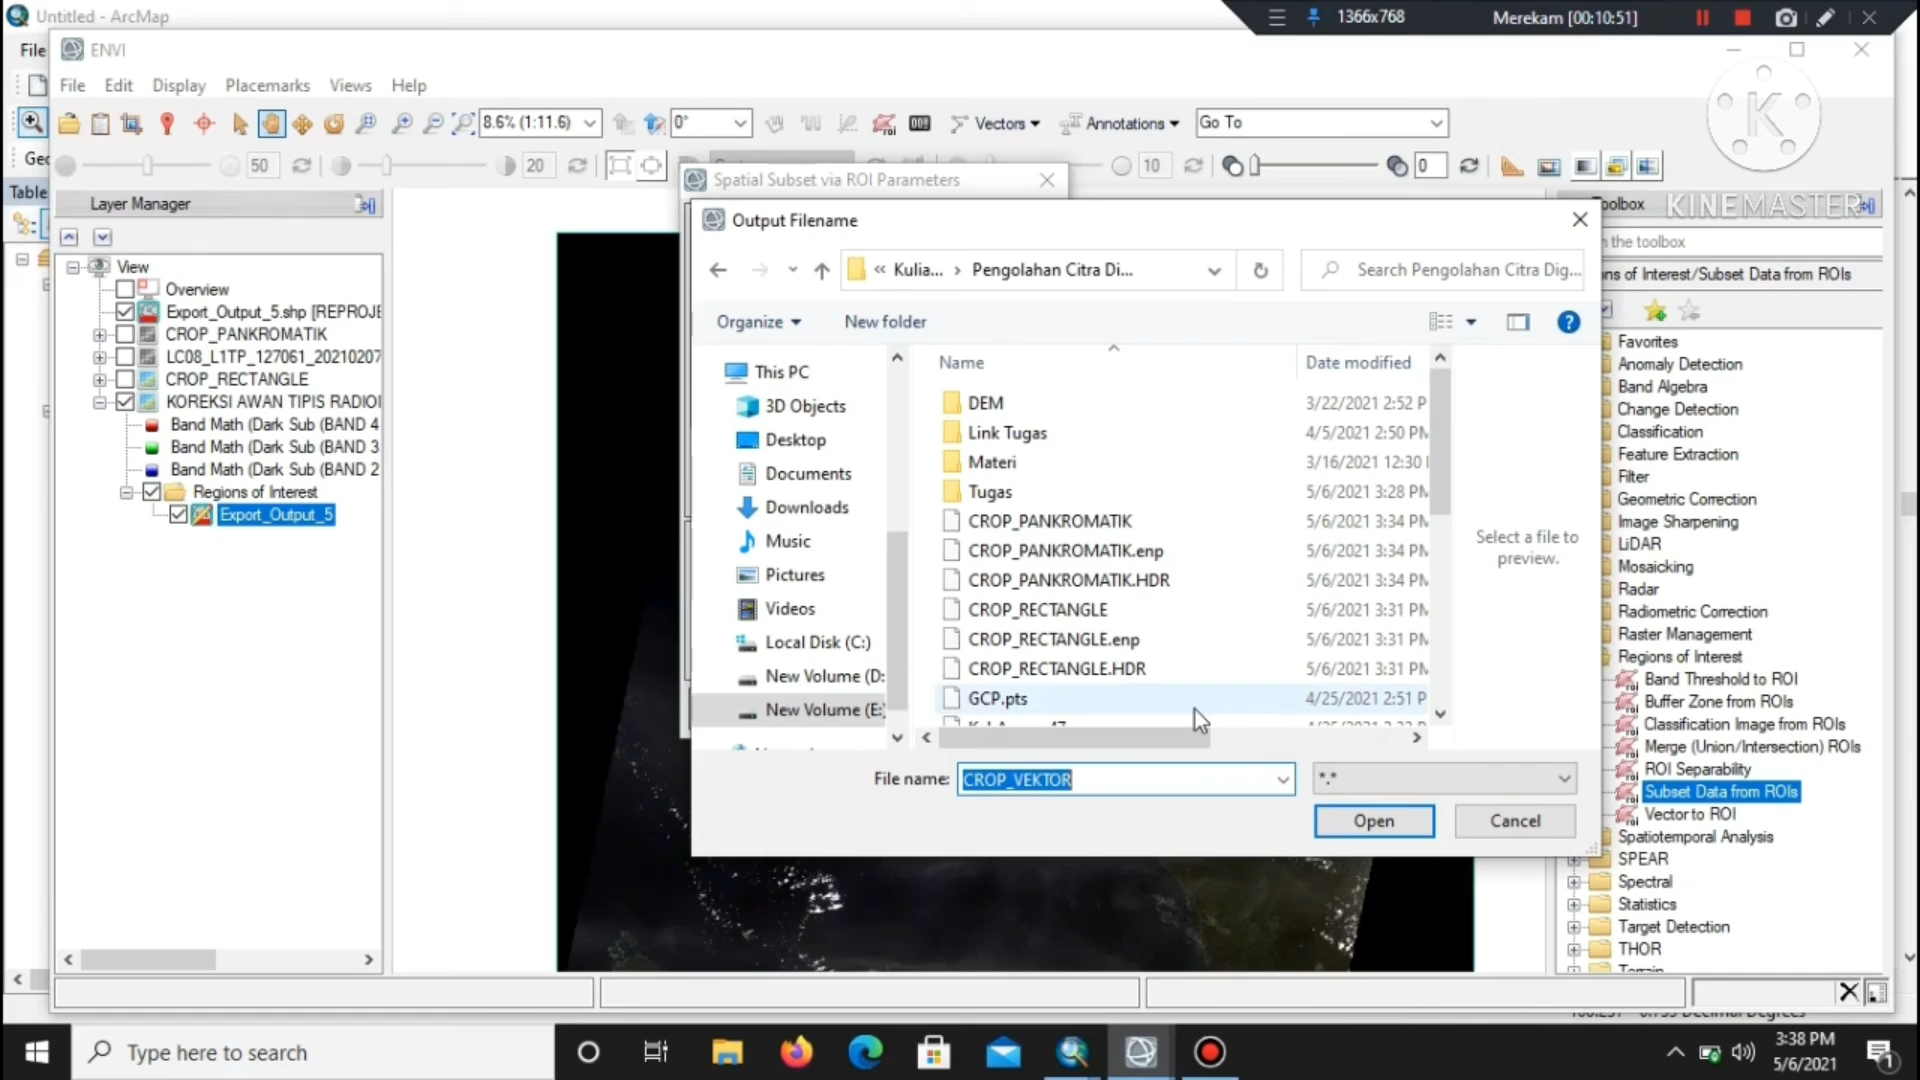 Untitled - ArcMap
1366x768
Merekam [00:10:51]
File
ENVI
File Edit Display Placemarks Views Help
8.6% (1:11.6)
0°
Vectors
Annotations
Go To
50
20
10
0
Spatial Subset via ROI Parameters
K
KINEMASTER
Table
Layer Manager
View
Overview
Export_Output_5.shp [REPROJE
CROP_PANKROMATIK
LC08_L1TP_127061_20210207
CROP_RECTANGLE
KOREKSI AWAN TIPIS RADIOI
Band Math (Dark Sub (BAND 4
Band Math (Dark Sub (BAND 3
Band Math (Dark Sub (BAND 2
Regions of Interest
Export_Output_5
Output Filename
« Kulia... › Pengolahan Citra Di...
Search Pengolahan Citra Dig...
Organize
New folder
This PC
3D Objects
Desktop
Documents
Downloads
Music
Pictures
Videos
Local Disk (C:)
New Volume (D:
New Volume (E:
Name Date modified
DEM 3/22/2021 2:52 P
Link Tugas 4/5/2021 2:50 PM
Materi 3/16/2021 12:30
Tugas 5/6/2021 3:28 PM
CROP_PANKROMATIK 5/6/2021 3:34 PM
CROP_PANKROMATIK.enp 5/6/2021 3:34 PM
CROP_PANKROMATIK.HDR 5/6/2021 3:34 PM
CROP_RECTANGLE 5/6/2021 3:31 PM
CROP_RECTANGLE.enp 5/6/2021 3:31 PM
CROP_RECTANGLE.HDR 5/6/2021 3:31 PM
GCP.pts 4/25/2021 2:51 P
Select a file to
preview.
File name: CROP_VEKTOR
*.*
Open
Cancel
oolbox
the toolbox
ns of Interest/Subset Data from ROIs
Favorites
Anomaly Detection
Band Algebra
Change Detection
Classification
Feature Extraction
Filter
Geometric Correction
Image Sharpening
LiDAR
Mosaicking
Radar
Radiometric Correction
Raster Management
Regions of Interest
Band Threshold to ROI
Buffer Zone from ROIs
Classification Image from ROIs
Merge (Union/Intersection) ROIs
ROI Separability
Subset Data from ROIs
Vector to ROI
Spatiotemporal Analysis
SPEAR
Spectral
Statistics
Target Detection
THOR
Type here to search
3:38 PM
5/6/2021
1